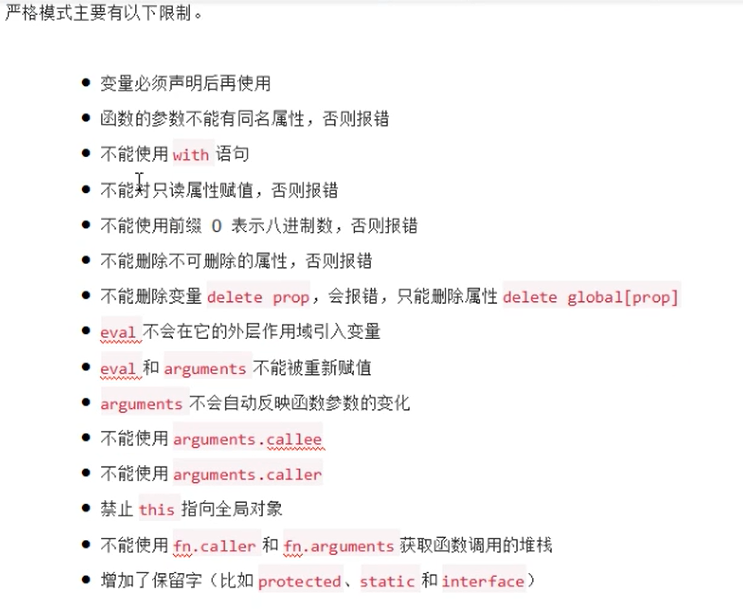 严格模式主要有以下限制。
● 变量必须声明后再使用
● 函数的参数不能有同名属性，否则报错
● 不能使用 with 语句
● 不能对只读属性赋值，否则报错
● 不能使用前缀 0 表示八进制数，否则报错
● 不能删除不可删除的属性，否则报错
● 不能删除变量 delete prop，会报错，只能删除属性 delete global[prop]
● eval 不会在它的外层作用域引入变量
● eval 和 arguments 不能被重新赋值
● arguments 不会自动反映函数参数的变化
● 不能使用 arguments.callee
● 不能使用 arguments.caller
● 禁止 this 指向全局对象
● 不能使用 fn.caller 和 fn.arguments 获取函数调用的堆栈
● 增加了保留字（比如 protected、static 和 interface）